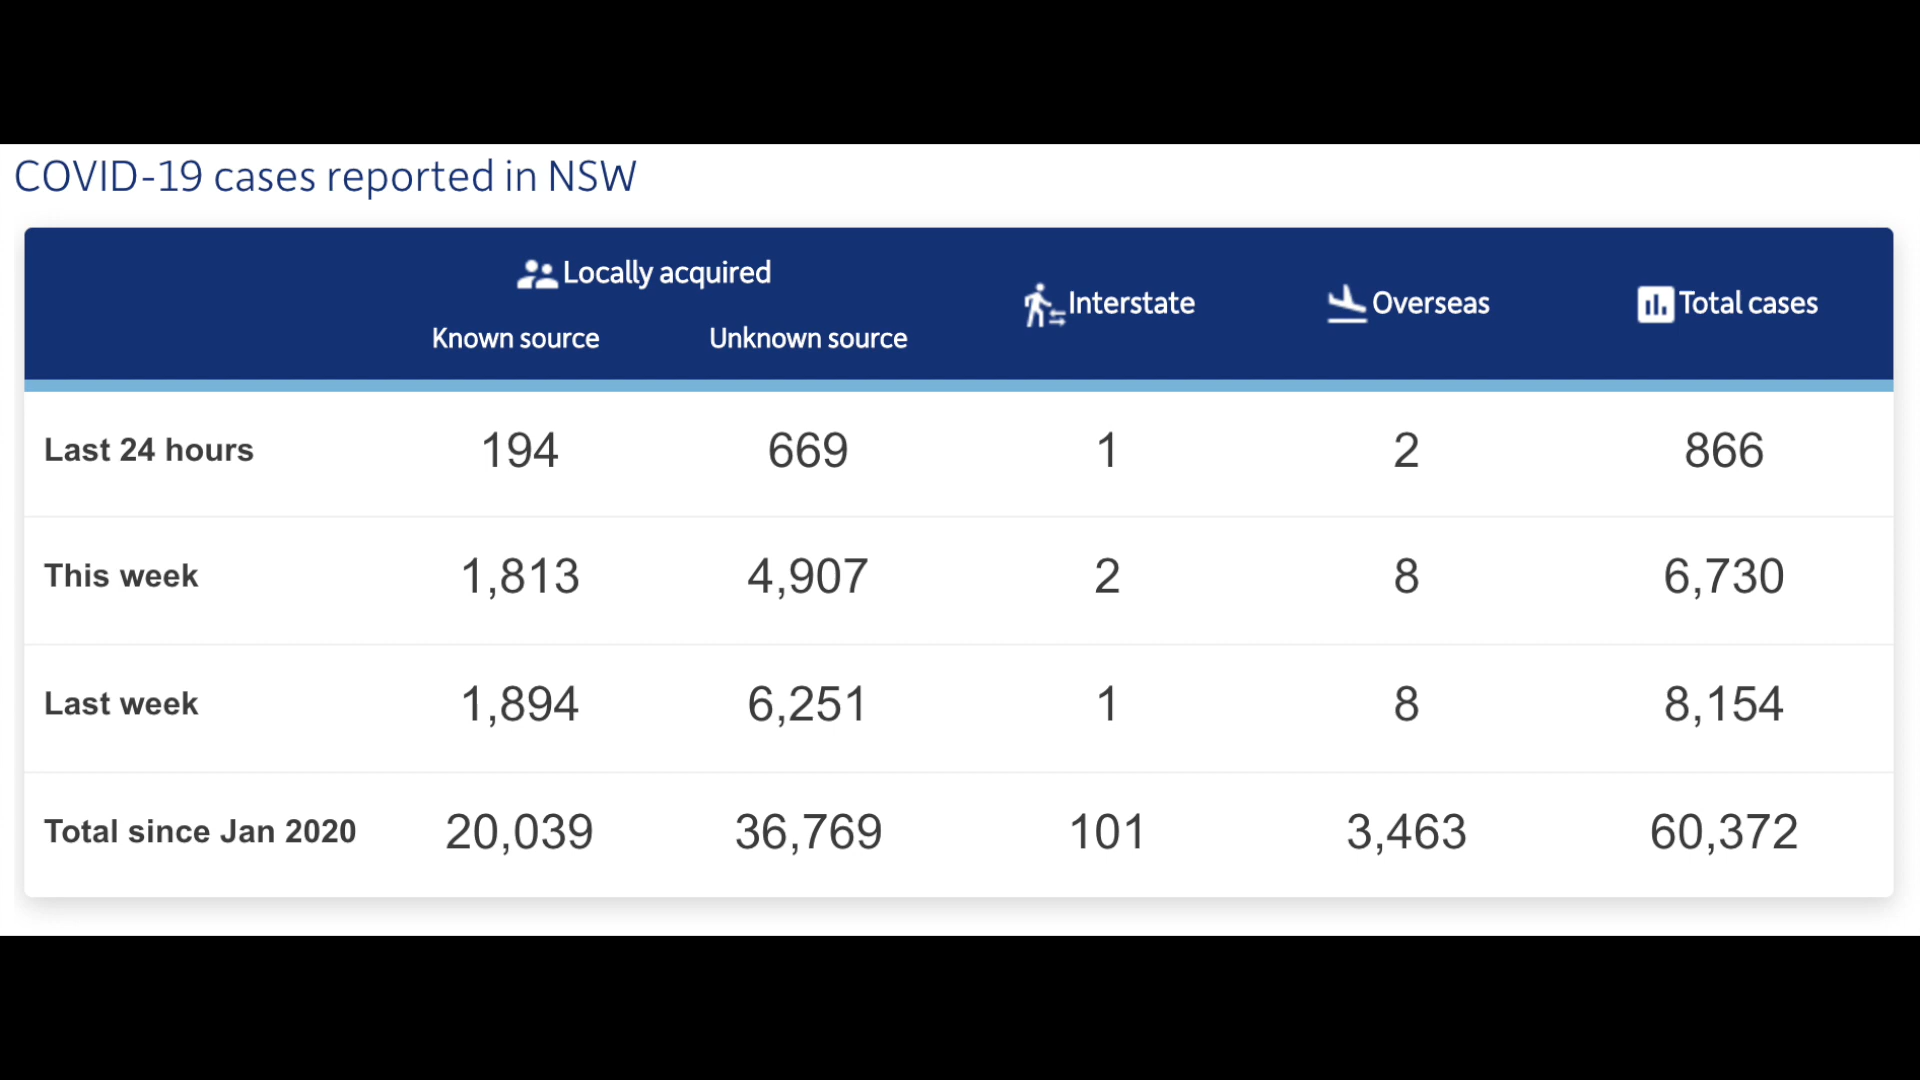 COVID-19 cases reported in NSW
Locally acquired
Interstate
Overseas
Total cases
Known source
Unknown source
Last 24 hours 194 669 1 2 866
This week 1,813 4,907 2 8 6,730
Last week 1,894 6,251 1 8 8,154
Total since Jan 2020 20,039 36,769 101 3,463 60,372